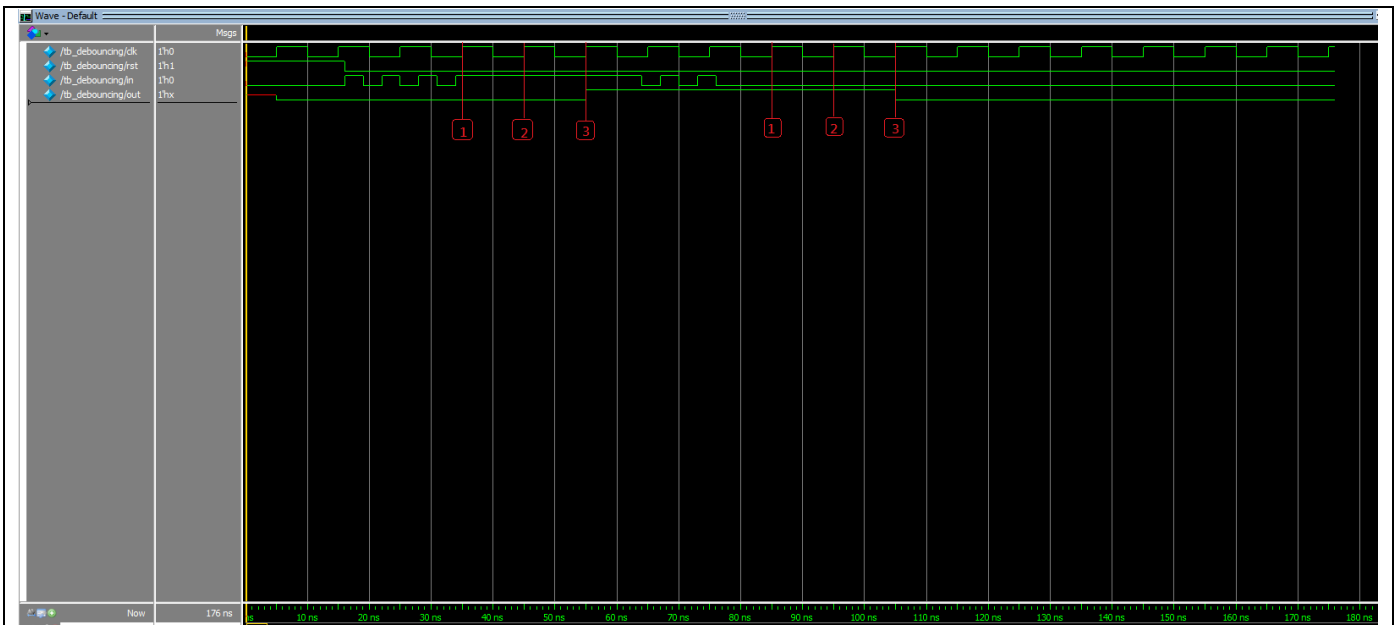 Wave - Default
Msgs
/tb_debouncing/clk 1'h0
/tb_debouncing/rst 1'h1
/tb_debouncing/in 1'h0
/tb_debouncing/out 1'hx
1 2 3 1 2 3
Now 176 ns
10 ns 20 ns 30 ns 40 ns 50 ns 60 ns 70 ns 80 ns 90 ns 100 ns 110 ns 120 ns 130 ns 140 ns 150 ns 160 ns 170 ns 180 ns